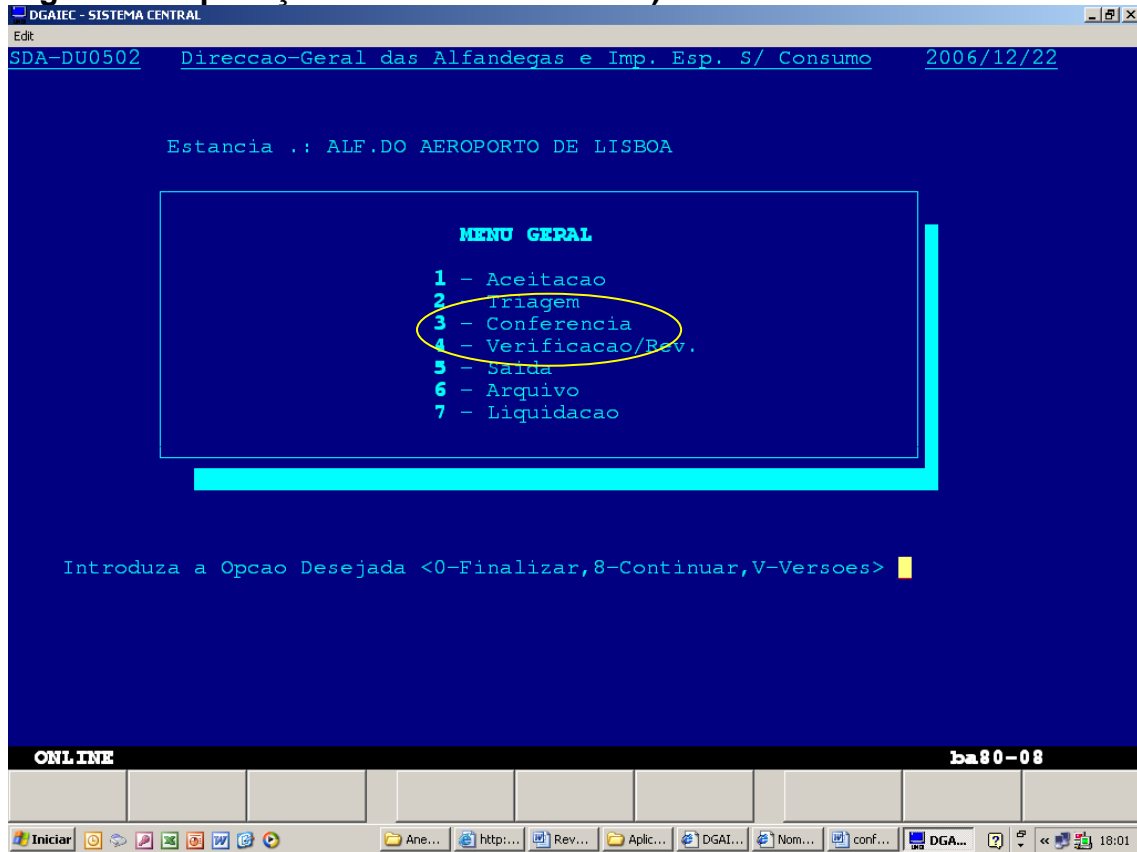 DGAIEC - SISTEMA CENTRAL
Edit
SDA-DU0502 Direccao-Geral das Alfandegas e Imp. Esp. S/ Consumo 2006/12/22
Estancia .: ALF.DO AEROPORTO DE LISBOA
MENU GERAL
1 - Aceitacao
2 - Triagem
3 - Conferencia
4 - Verificacao/Rev.
5 - Saida
6 - Arquivo
7 - Liquidacao
Introduza a Opcao Desejada <0-Finalizar,8-Continuar,V-Versoes>
ONLINE ba80-08
Iniciar Ane... http:... Rev... Aplic... DGAI... Nom... conf... DGA... « 18:01